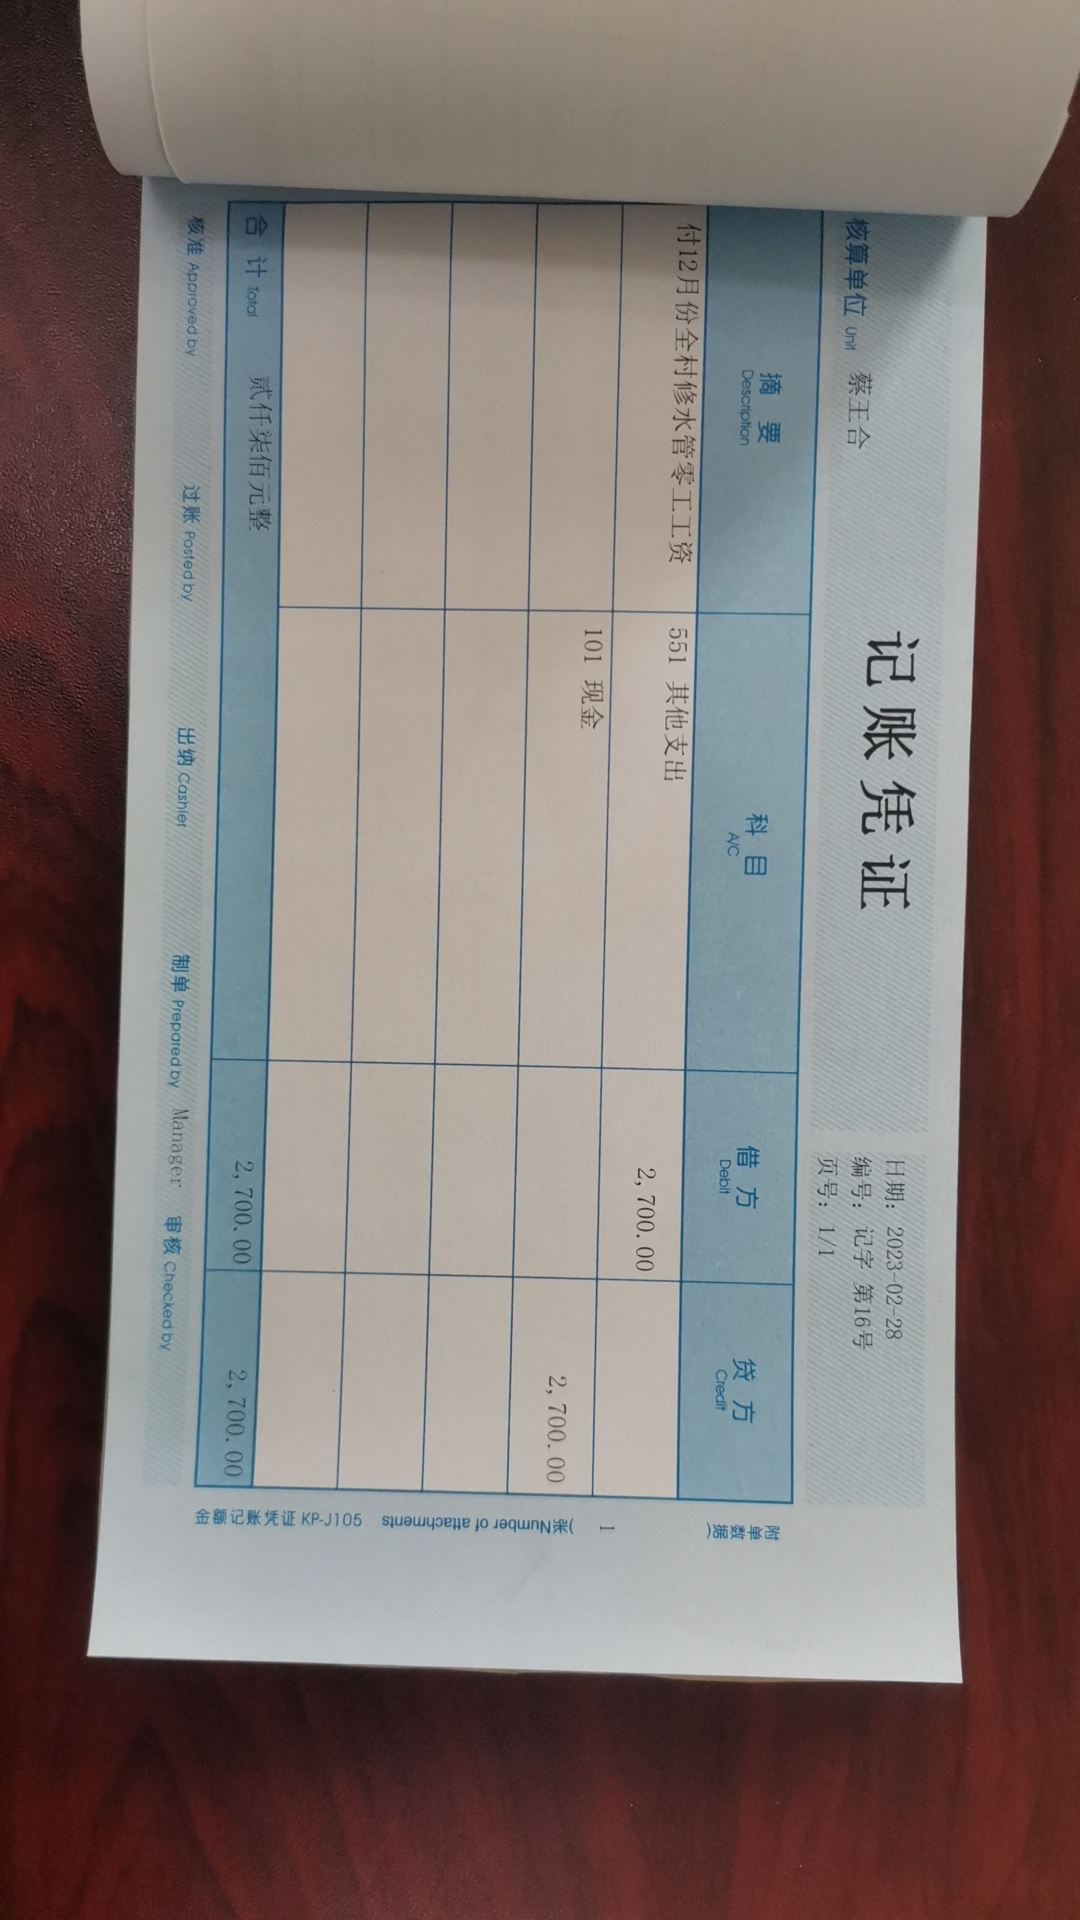 记账凭证
日期: 2023-02-28
核算单位 Unit 蔡王合
编号: 记字 第16号
页号: 1/1
摘 要 Description 科 目 A/C 借 方 Debit 贷 方 Credit
付12月份全村修水管零工工资 551 其他支出 2,700.00
101 现金 2,700.00
合 计 Total 贰仟柒佰元整 2,700.00 2,700.00
核准 Approved by 过账 Posted by 出纳 Cashier 制单 Prepared by Manager 审核 Checked by
附单数据( 1 )张 Number of attachments
金额记账凭证 KP-J105